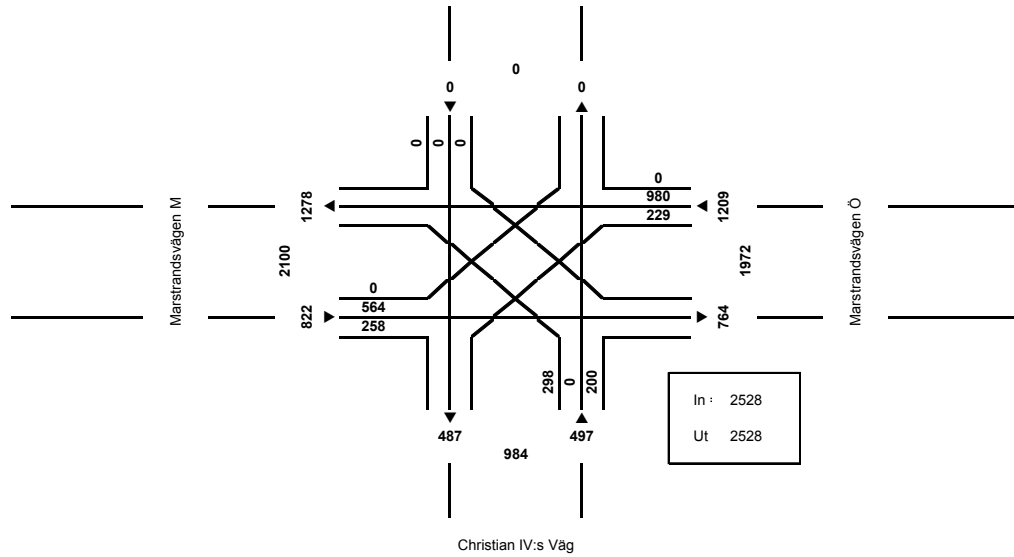 0
0 0
0 0 0
Marstrandsvägen M
1278
2100
822
0
980
229
1209
1972
764
Marstrandsvägen Ö
0
564
258
298 0 200
487 497
984
In : 2528
Ut 2528
Christian IV:s Väg